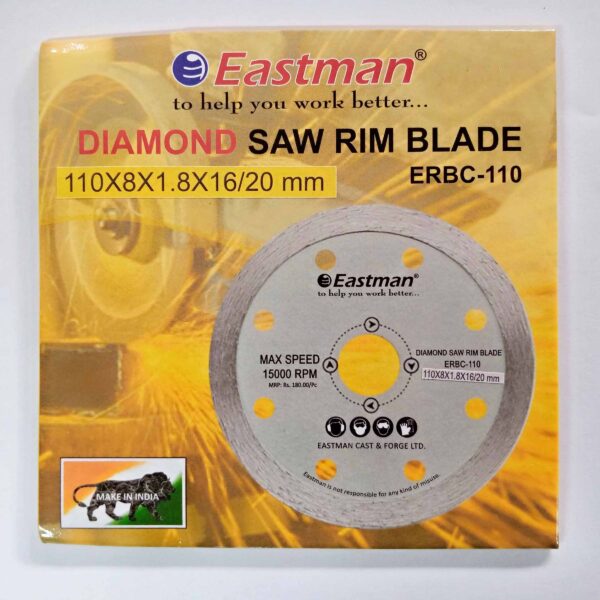 Eastman®
to help you work better...
DIAMOND SAW RIM BLADE
110X8X1.8X16/20 mm
ERBC-110
Eastman®
to help you work better...
MAX SPEED
15000 RPM
MRP: Rs. 180.00/Pc
DIAMOND SAW RIM BLADE
ERBC-110
110X8X1.8X16/20 mm
EASTMAN CAST & FORGE LTD.
Eastman is not responsible for any kind of misuse.
MAKE IN INDIA